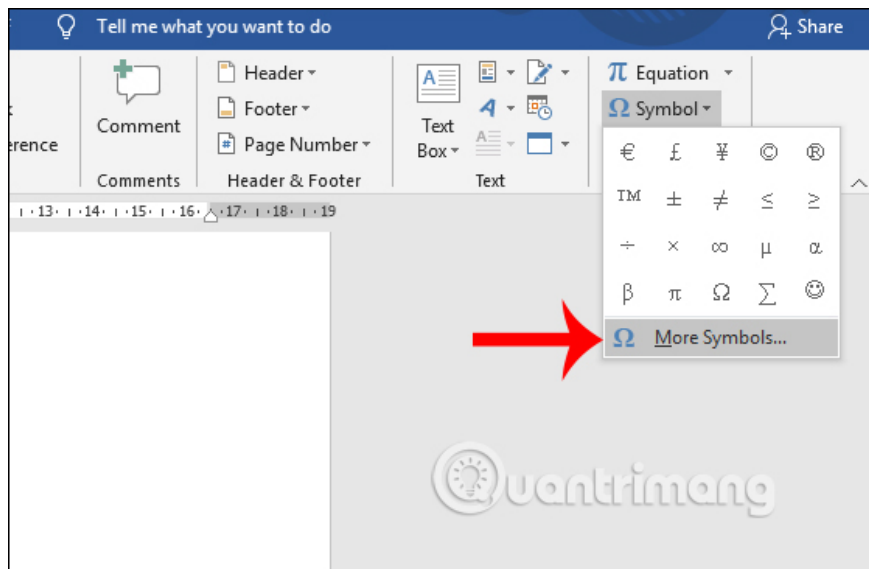 Tell me what you want to do
Share
Comment
Comments
erence
Header
Footer
Page Number
Header & Footer
Text
Box
Text
π Equation
Ω Symbol
€ £ ¥ © ®
TM ± ≠ ≤ ≥
÷ × ∞ µ α
β π Ω ∑ ☺
Ω More Symbols...
13 14 15 16 17 18 19
Quantrimang